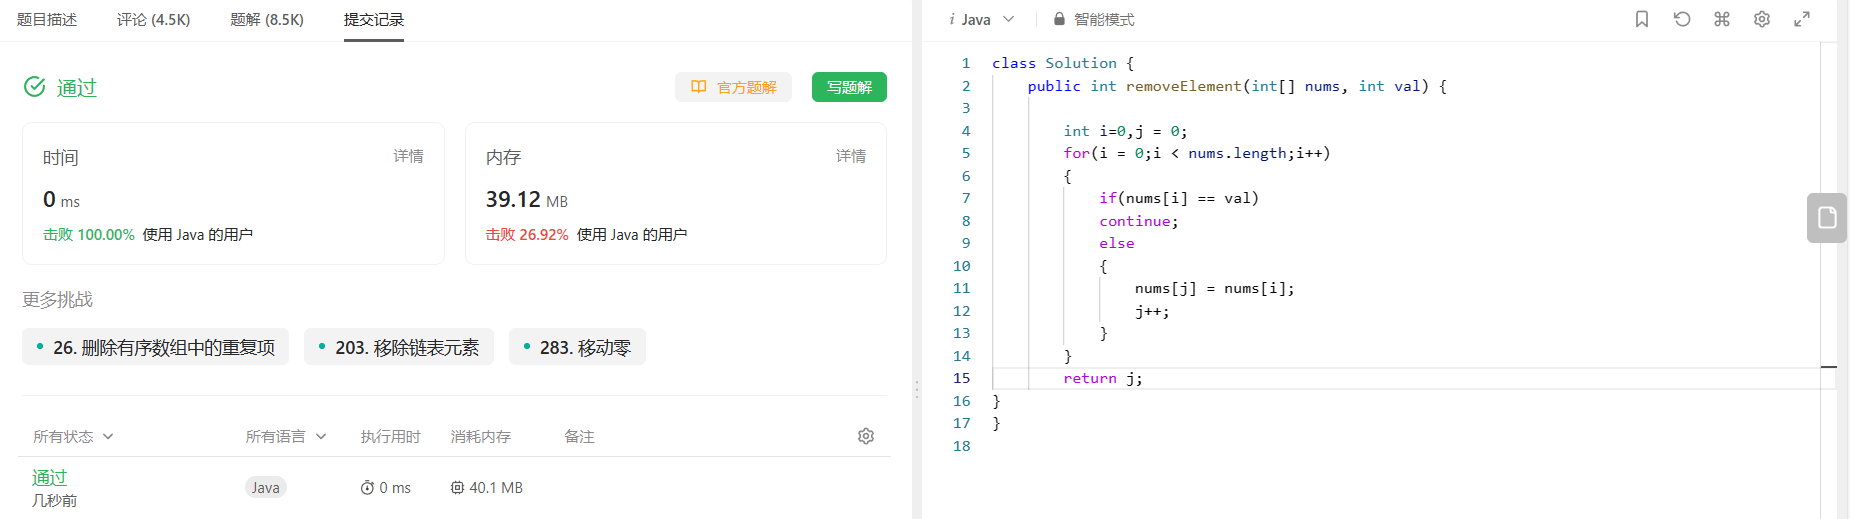 题目描述 评论 (4.5K) 题解 (8.5K) 提交记录
通过 官方题解 写题解
时间 详情 内存 详情
0 ms 39.12 MB
击败 100.00% 使用 Java 的用户 击败 26.92% 使用 Java 的用户
更多挑战
26. 删除有序数组中的重复项 203. 移除链表元素 283. 移动零
所有状态 所有语言 执行用时 消耗内存 备注
通过 Java 0 ms 40.1 MB
几秒前
i Java 智能模式
1 class Solution {
2 public int removeElement(int[] nums, int val) {
3
4 int i=0,j = 0;
5 for(i = 0;i < nums.length;i++)
6 {
7 if(nums[i] == val)
8 continue;
9 else
10 {
11 nums[j] = nums[i];
12 j++;
13 }
14 }
15 return j;
16 }
17 }
18